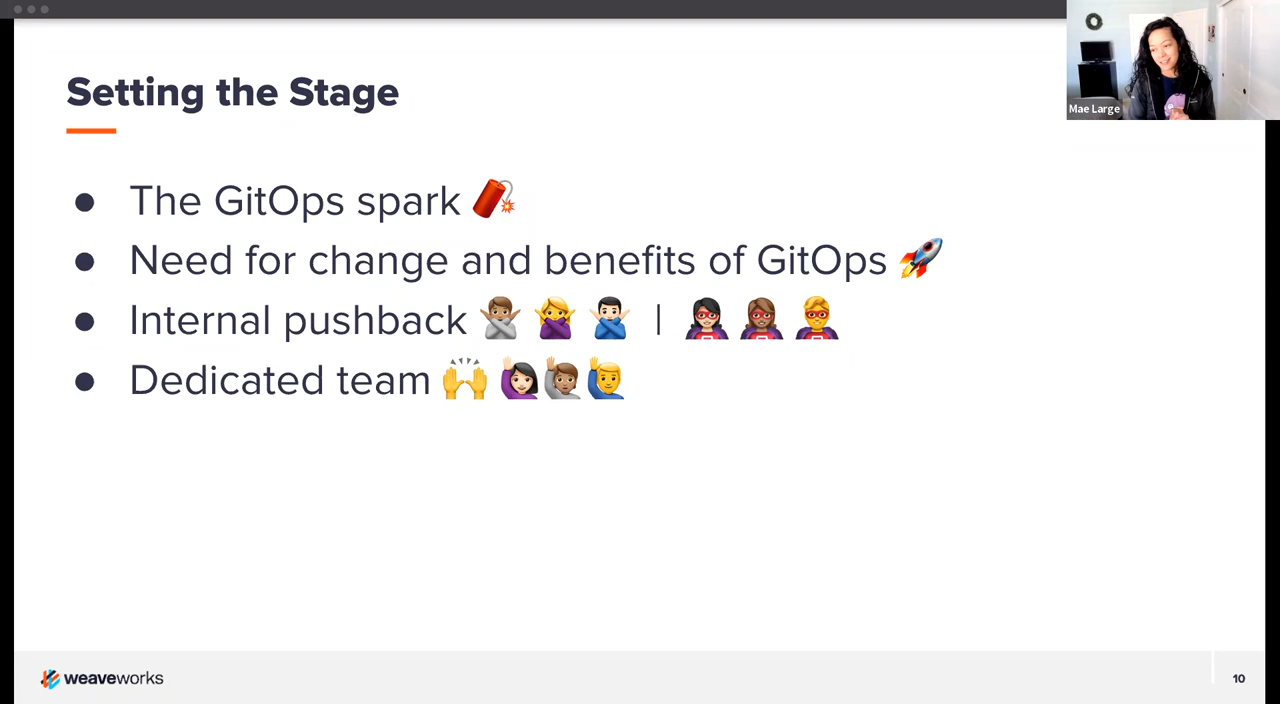 Mae Large
Setting the Stage
● The GitOps spark 🧨
● Need for change and benefits of GitOps 🚀
● Internal pushback 🙅🏽 🙅‍♀️ 🙅🏻‍♂️ | 🦸🏻‍♀️ 🦸🏽‍♀️ 🦸‍♂️
● Dedicated team 🙌 🙋🏻‍♀️🙋🏽🙋‍♂️
weaveworks
10